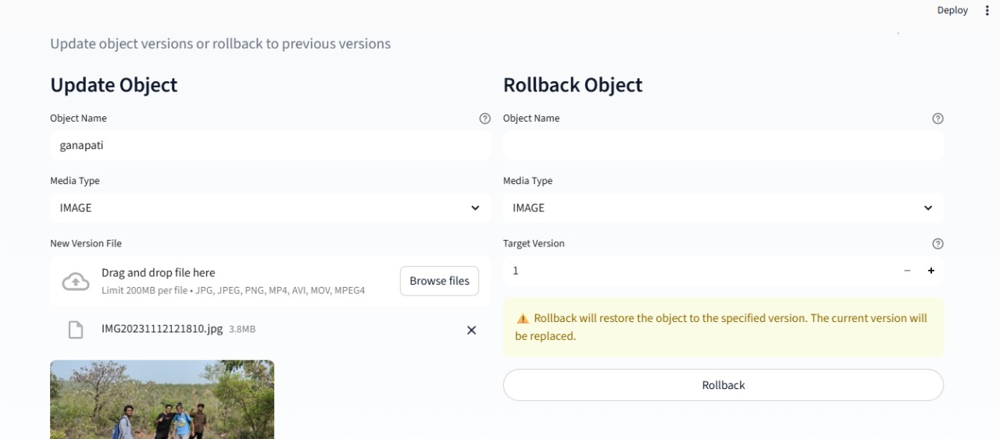 Deploy
Update object versions or rollback to previous versions
Update Object
Object Name
ganapati
Media Type
IMAGE
New Version File
Drag and drop file here
Limit 200MB per file • JPG, JPEG, PNG, MP4, AVI, MOV, MPEG4
Browse files
IMG20231112121810.jpg 3.8MB
Rollback Object
Object Name
Media Type
IMAGE
Target Version
1
⚠️ Rollback will restore the object to the specified version. The current version will
be replaced.
Rollback